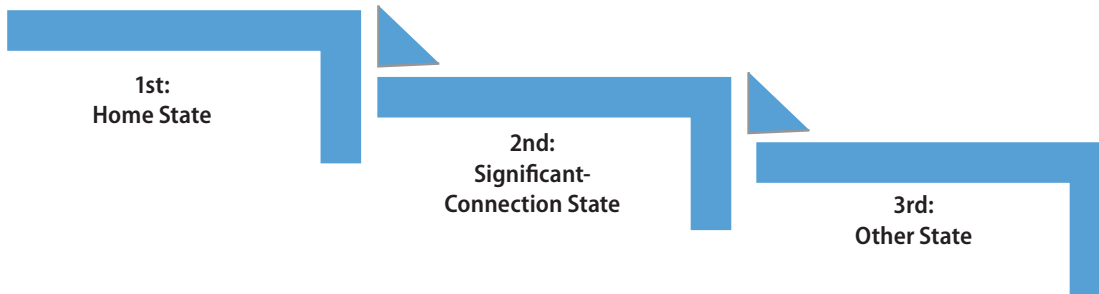 1st:
Home State
2nd:
Significant-
Connection State
3rd:
Other State